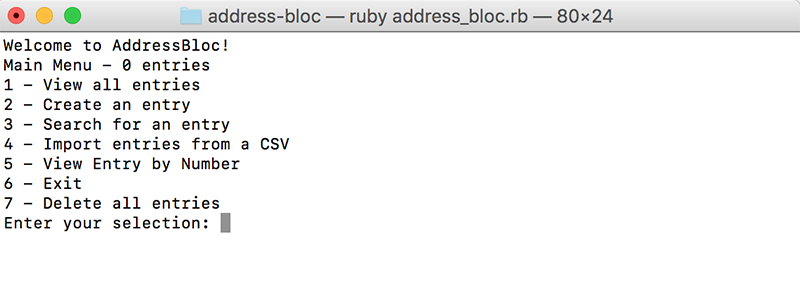 address-bloc — ruby address_bloc.rb — 80×24
Welcome to AddressBloc!
Main Menu - 0 entries
1 - View all entries
2 - Create an entry
3 - Search for an entry
4 - Import entries from a CSV
5 - View Entry by Number
6 - Exit
7 - Delete all entries
Enter your selection: